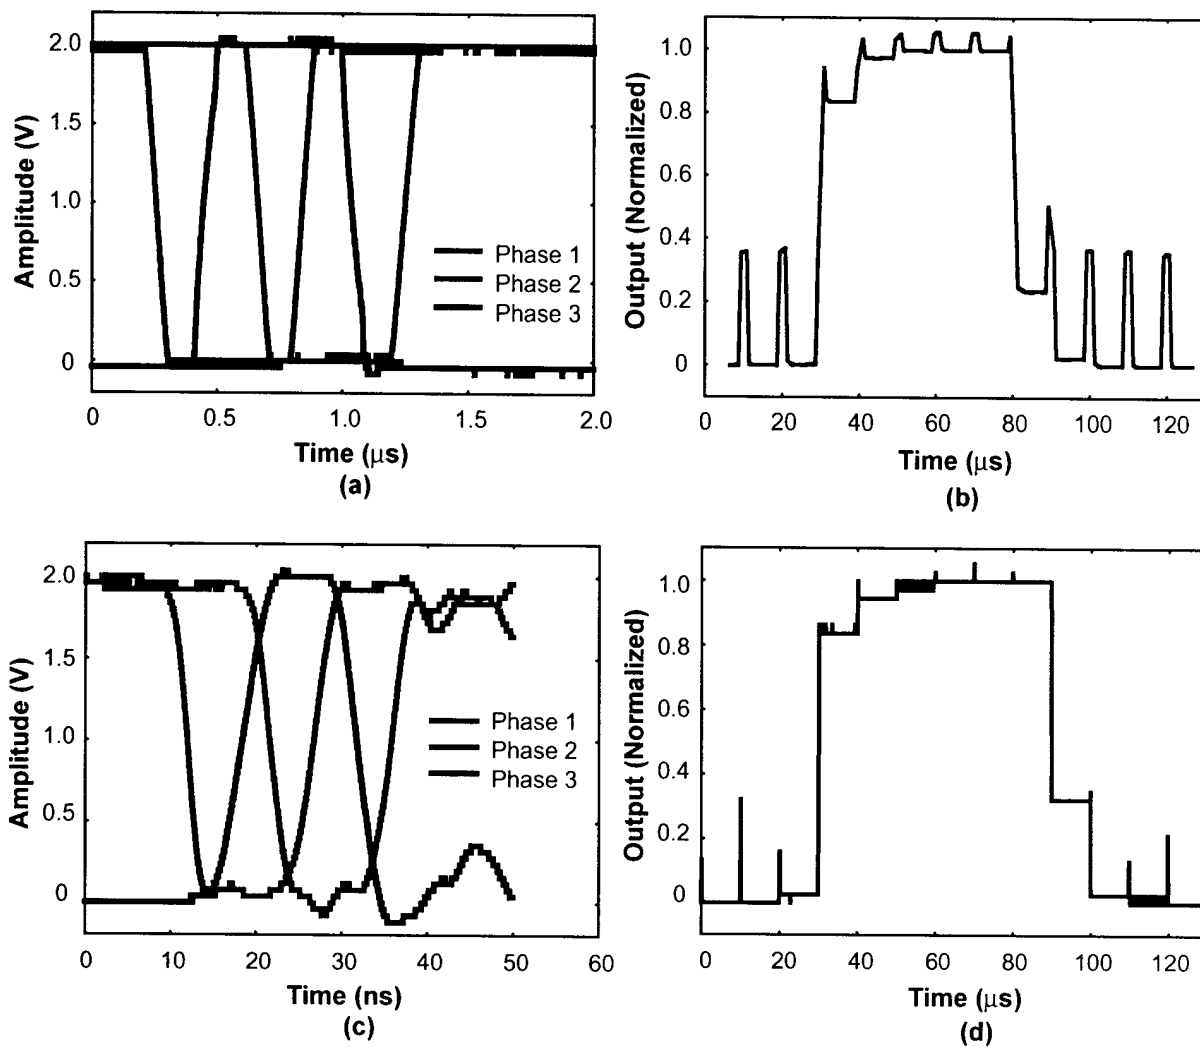 2.0
1.5
1.0
0.5
0
Amplitude (V)
Phase 1
Phase 2
Phase 3
0 0.5 1.0 1.5 2.0
Time (μs)
(a)
1.0
0.8
0.6
0.4
0.2
0
Output (Normalized)
0 20 40 60 80 100 120
Time (μs)
(b)
2.0
1.5
1.0
0.5
0
Amplitude (V)
Phase 1
Phase 2
Phase 3
0 10 20 30 40 50 60
Time (ns)
(c)
1.0
0.8
0.6
0.4
0.2
0
Output (Normalized)
0 20 40 60 80 100 120
Time (μs)
(d)